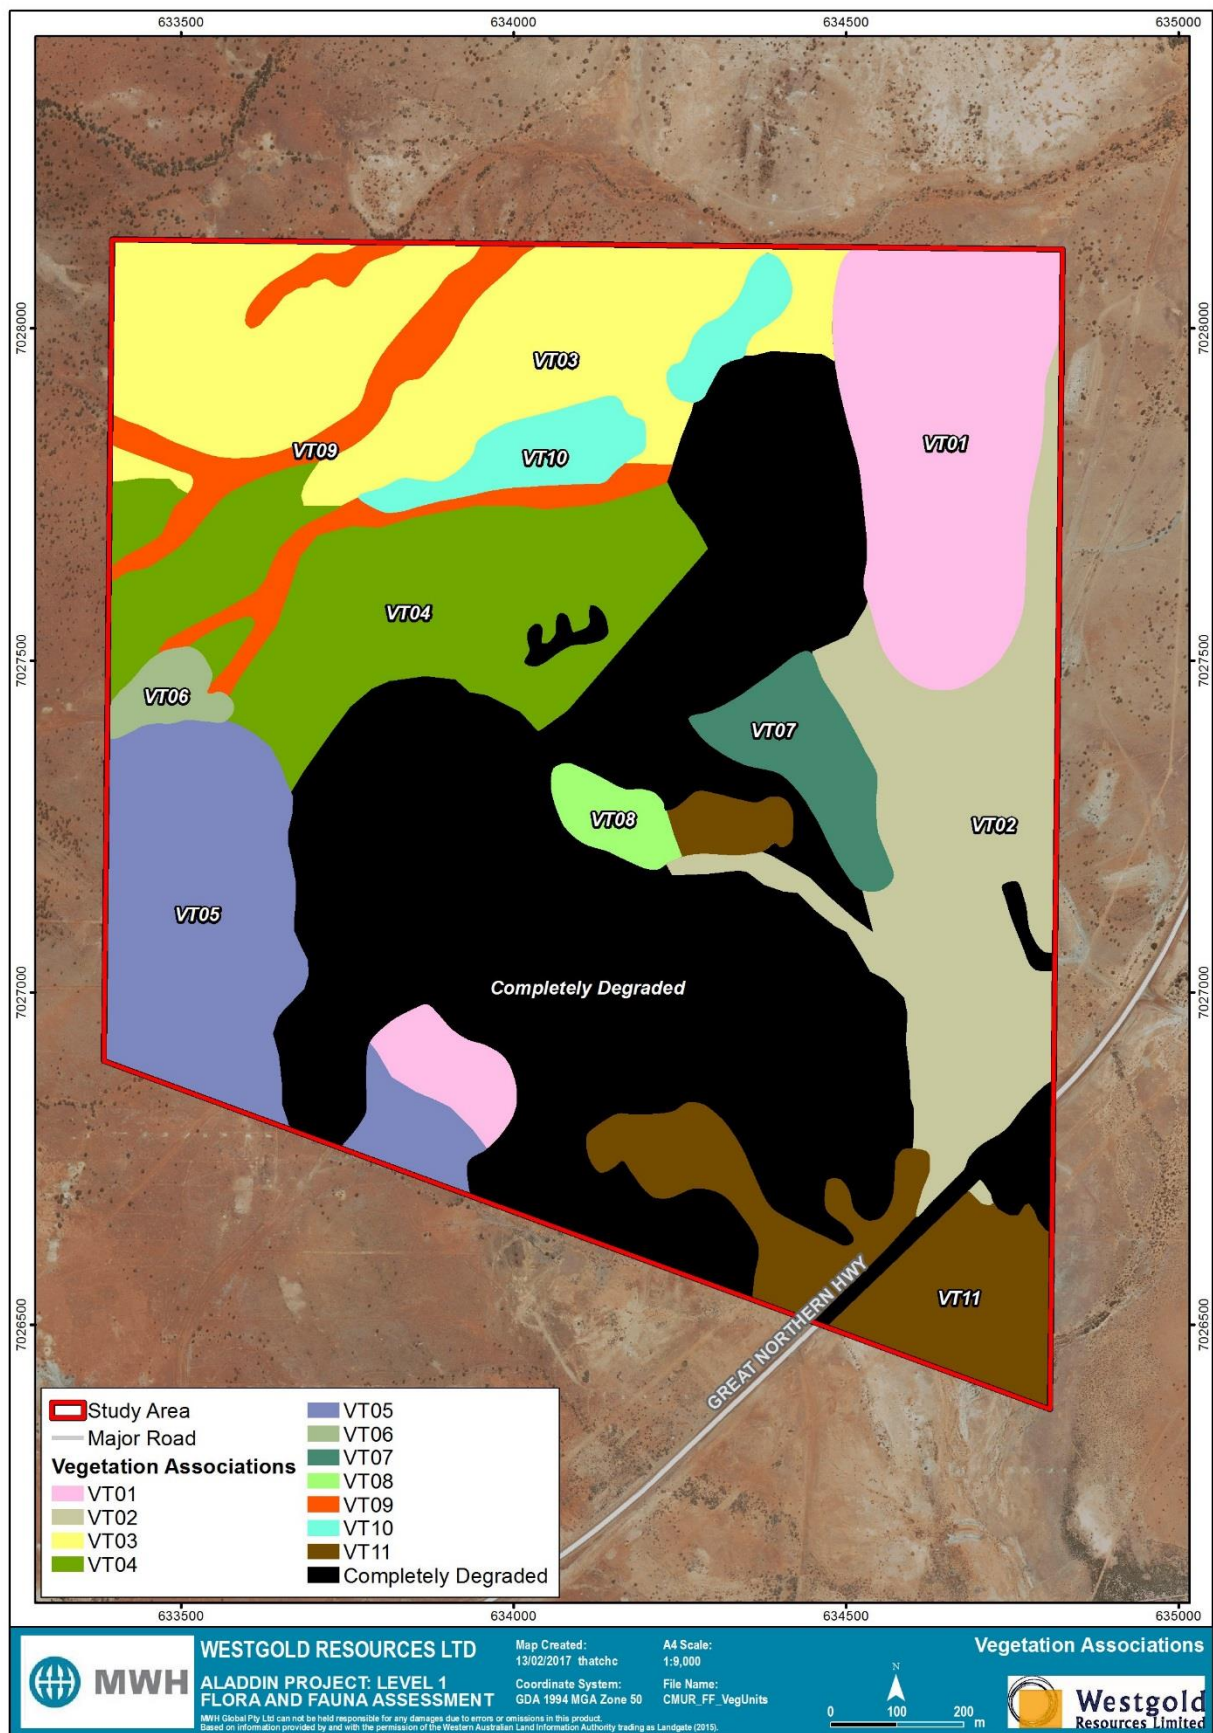 633500 634000 634500 635000
7028000 7028000
VT03
VT01
VT09
VT10
VT04
7027500 7027500
VT06
VT07
VT08
VT02
VT05
Completely Degraded
7027000 7027000
VT11
GREAT NORTHERN HWY
7026500 7026500
Study Area
Major Road
Vegetation Associations
VT01
VT02
VT03
VT04
VT05
VT06
VT07
VT08
VT09
VT10
VT11
Completely Degraded
633500 634000 634500 635000
MWH
WESTGOLD RESOURCES LTD
ALADDIN PROJECT: LEVEL 1
FLORA AND FAUNA ASSESSMENT
MWH Global Pty Ltd can not be held responsible for any damages due to errors or omissions in this product.
Based on information provided by and with the permission of the Western Australian Land Information Authority trading as Landgate (2015).
Map Created:
13/02/2017 thatchc
Coordinate System:
GDA 1994 MGA Zone 50
A4 Scale:
1:9,000
File Name:
CMUR_FF_VegUnits
Vegetation Associations
N
0 100 200
m
Westgold
Resources Limited